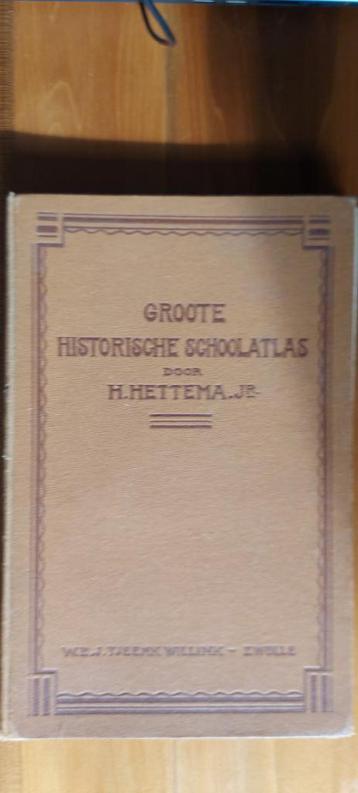 GROOTE
HISTORISCHE SCHOOLATLAS
DOOR
H. HETTEMA. JR.
W.E.J. TJEENK WILLINK - ZWOLLE